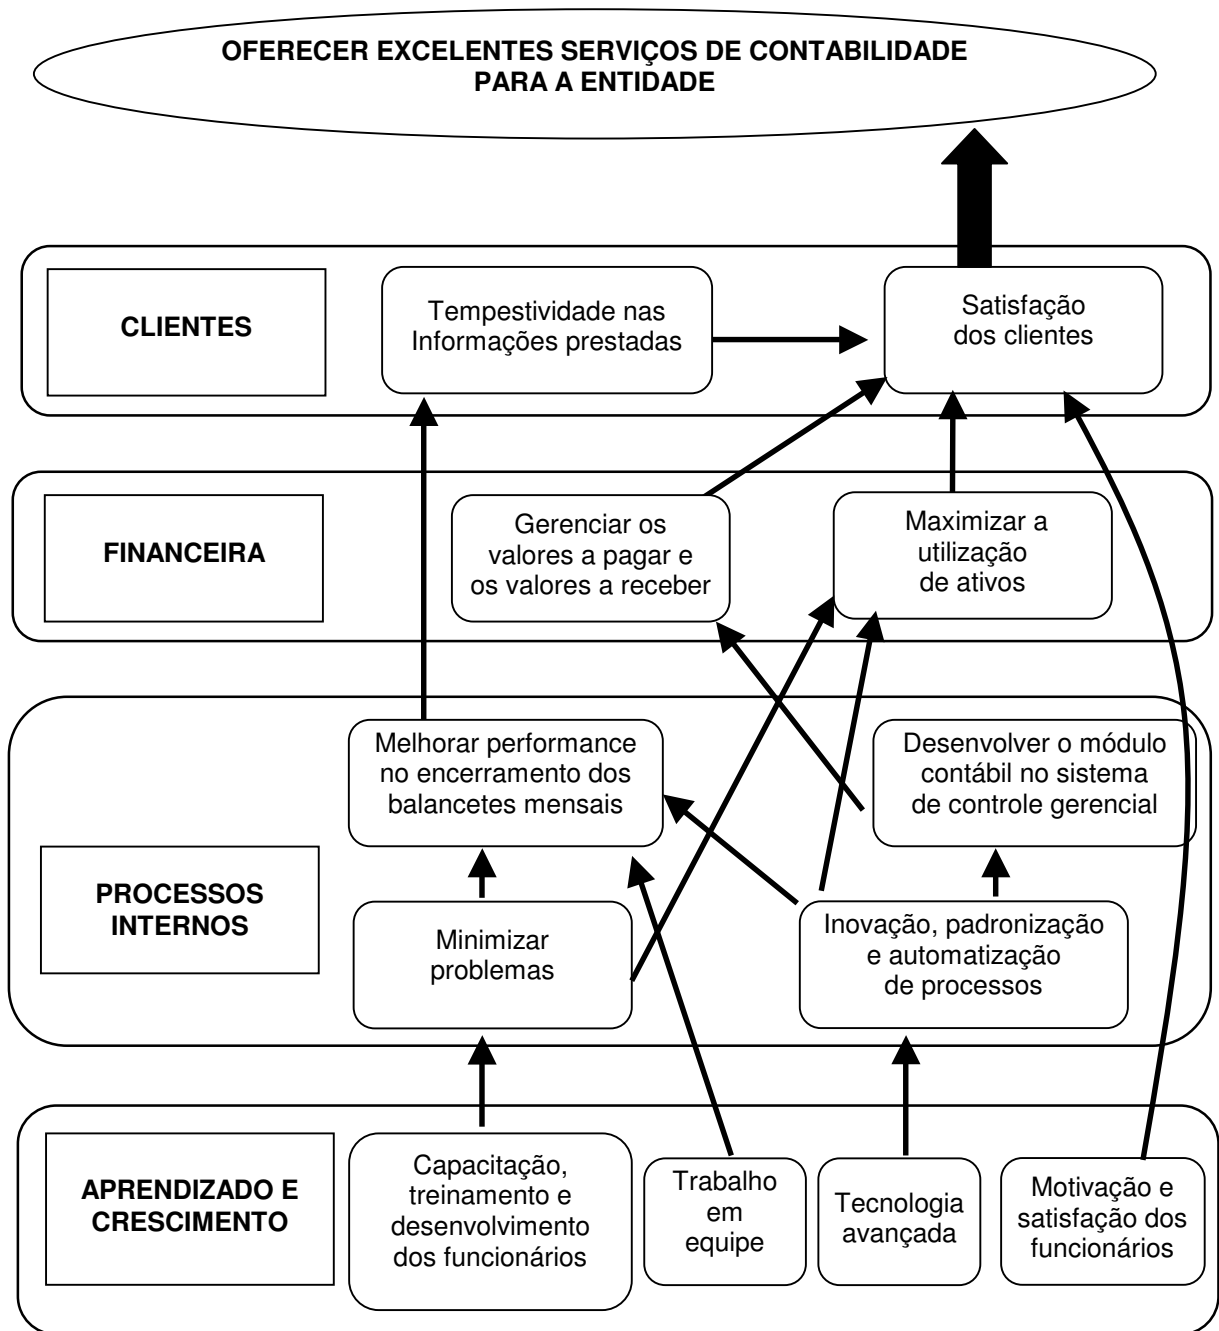 OFERECER EXCELENTES SERVIÇOS DE CONTABILIDADE
PARA A ENTIDADE
CLIENTES
Tempestividade nas
Informações prestadas
Satisfação
dos clientes
FINANCEIRA
Gerenciar os
valores a pagar e
os valores a receber
Maximizar a
utilização
de ativos
PROCESSOS
INTERNOS
Melhorar performance
no encerramento dos
balancetes mensais
Desenvolver o módulo
contábil no sistema
de controle gerencial
Minimizar
problemas
Inovação, padronização
e automatização
de processos
APRENDIZADO E
CRESCIMENTO
Capacitação,
treinamento e
desenvolvimento
dos funcionários
Trabalho
em
equipe
Tecnologia
avançada
Motivação e
satisfação dos
funcionários